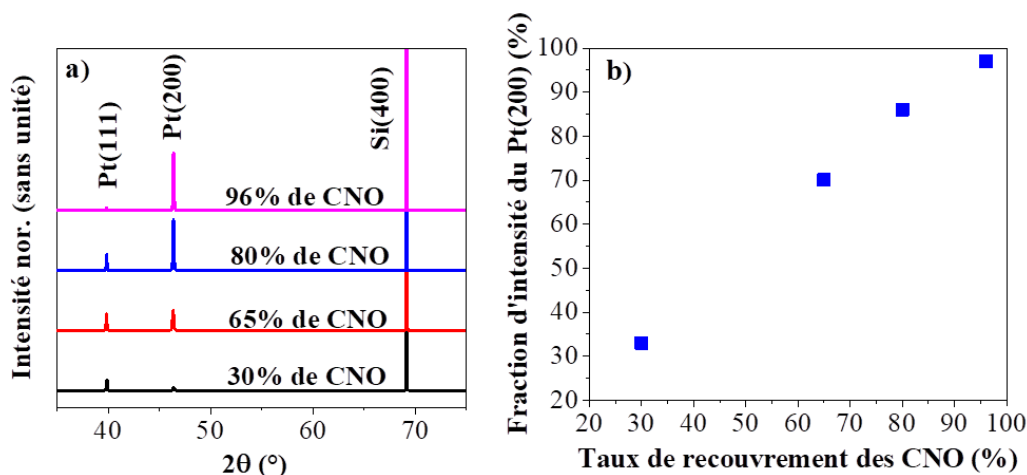 a)
Pt(111)
Pt(200)
Si(400)
96% de CNO
80% de CNO
65% de CNO
30% de CNO
Intensité nor. (sans unité)
40
50
60
70
2θ (°)
b)
Fraction d'intensité du Pt(200) (%)
100
90
80
70
60
50
40
30
20
20
30
40
50
60
70
80
90
100
Taux de recouvrement des CNO (%)